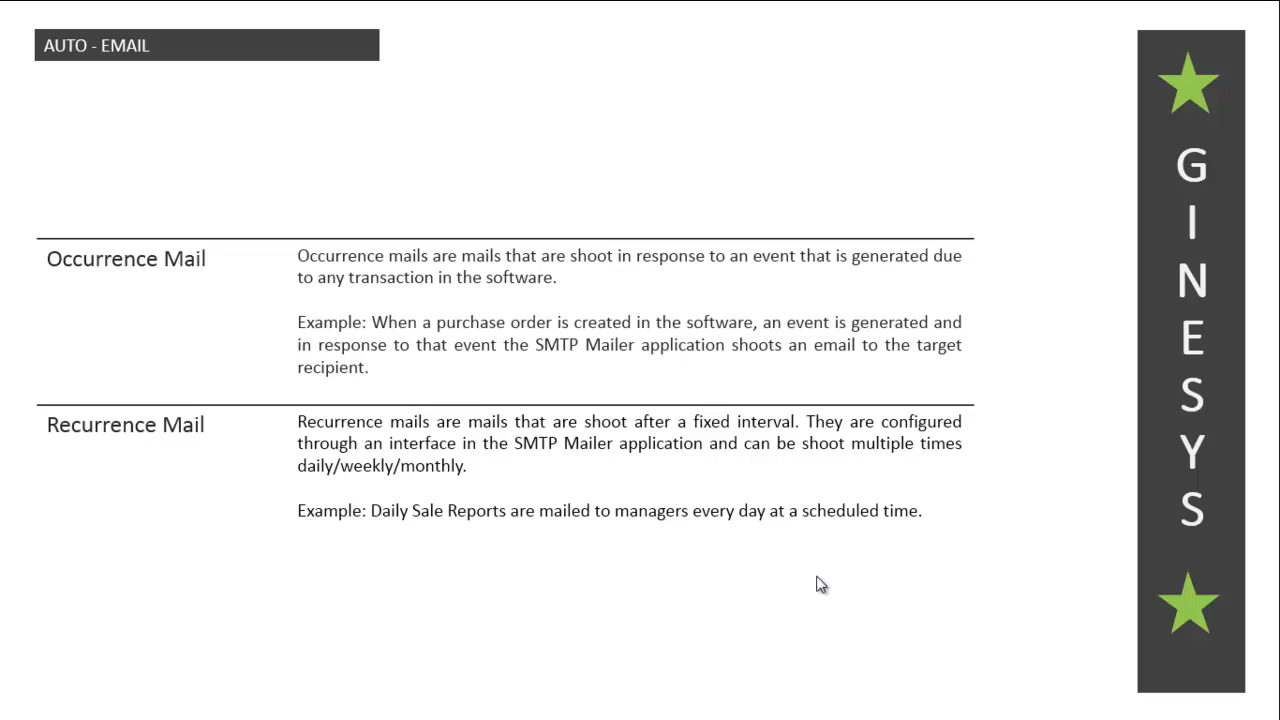 AUTO - EMAIL
Occurrence Mail
Occurrence mails are mails that are shoot in response to an event that is generated due
to any transaction in the software.
Example: When a purchase order is created in the software, an event is generated and
in response to that event the SMTP Mailer application shoots an email to the target
recipient.
Recurrence Mail
Recurrence mails are mails that are shoot after a fixed interval. They are configured
through an interface in the SMTP Mailer application and can be shoot multiple times
daily/weekly/monthly.
Example: Daily Sale Reports are mailed to managers every day at a scheduled time.
G
I
N
E
S
Y
S